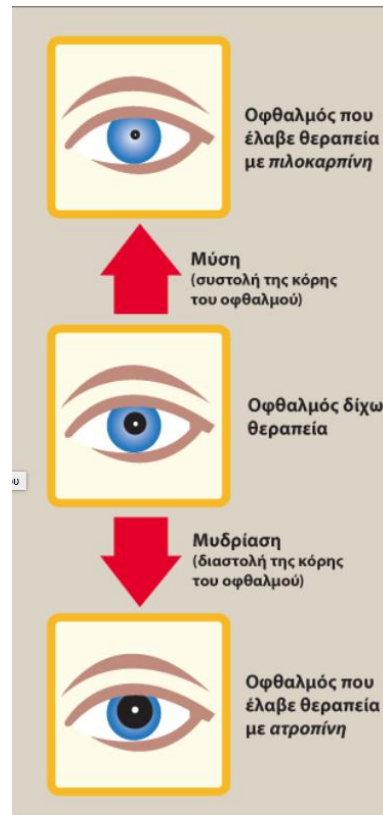 Οφθαλμός που
έλαβε θεραπεία
με πιλοκαρπίνη
Μύση
(συστολή της κόρης
του οφθαλμού)
Οφθαλμός δίχω
θεραπεία
ου
Μυδρίαση
(διαστολή της κόρης
του οφθαλμού)
Οφθαλμός που
έλαβε θεραπεία
με ατροπίνη